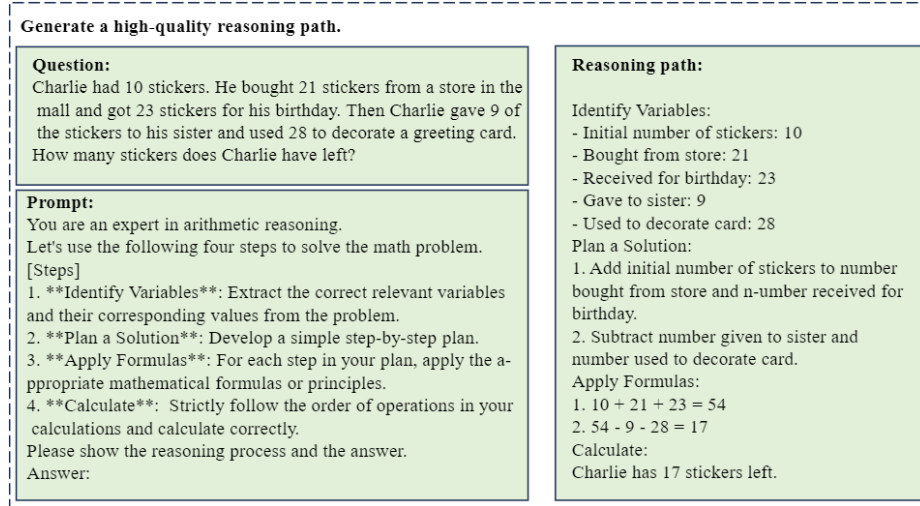 Generate a high-quality reasoning path.
Question:
Charlie had 10 stickers. He bought 21 stickers from a store in the
mall and got 23 stickers for his birthday. Then Charlie gave 9 of
the stickers to his sister and used 28 to decorate a greeting card.
How many stickers does Charlie have left?
Prompt:
You are an expert in arithmetic reasoning.
Let's use the following four steps to solve the math problem.
[Steps]
1. **Identify Variables**: Extract the correct relevant variables
and their corresponding values from the problem.
2. **Plan a Solution**: Develop a simple step-by-step plan.
3. **Apply Formulas**: For each step in your plan, apply the a-
ppropriate mathematical formulas or principles.
4. **Calculate**:  Strictly follow the order of operations in your
calculations and calculate correctly.
Please show the reasoning process and the answer.
Answer:
Reasoning path:
Identify Variables:
- Initial number of stickers: 10
- Bought from store: 21
- Received for birthday: 23
- Gave to sister: 9
- Used to decorate card: 28
Plan a Solution:
1. Add initial number of stickers to number
bought from store and n-umber received for
birthday.
2. Subtract number given to sister and
number used to decorate card.
Apply Formulas:
1. 10 + 21 + 23 = 54
2. 54 - 9 - 28 = 17
Calculate:
Charlie has 17 stickers left.